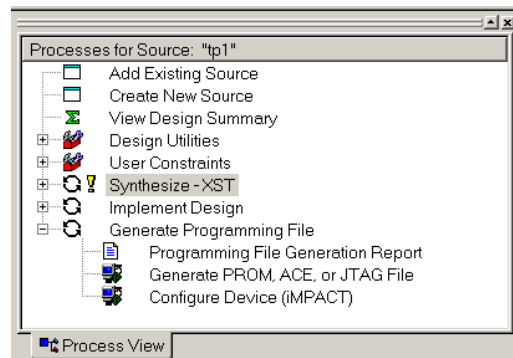 Processes for Source: "tp1"
Add Existing Source
Create New Source
View Design Summary
Design Utilities
User Constraints
Synthesize - XST
Implement Design
Generate Programming File
Programming File Generation Report
Generate PROM, ACE, or JTAG File
Configure Device (iMPACT)
Process View